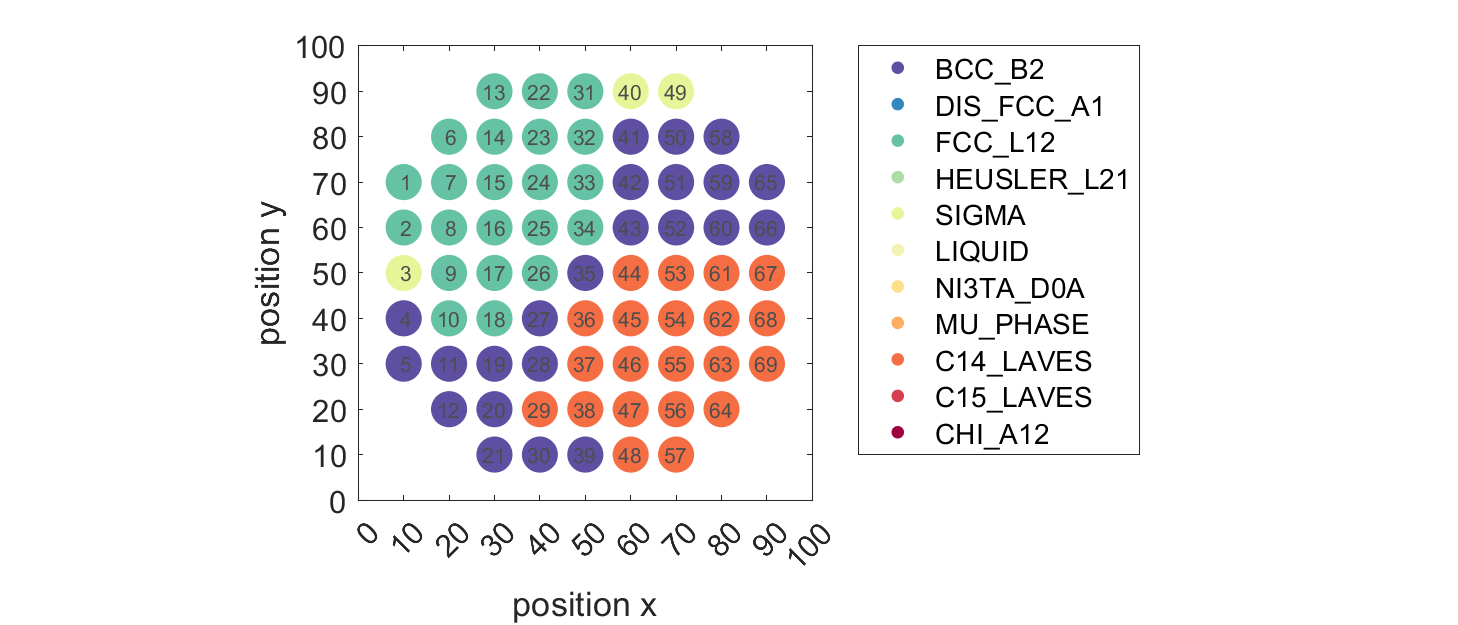 100
90
80
70
60
50
40
30
20
10
0
position y
13 22 31 40 49
6 14 23 32 41 50 58
1 7 15 24 33 42 51 59 65
2 8 16 25 34 43 52 60 66
3 9 17 26 35 44 53 61 67
4 10 18 27 36 45 54 62 68
5 11 19 28 37 46 55 63 69
12 20 29 38 47 56 64
21 30 39 48 57
0 10 20 30 40 50 60 70 80 90 100
position x
BCC_B2
DIS_FCC_A1
FCC_L12
HEUSLER_L21
SIGMA
LIQUID
NI3TA_D0A
MU_PHASE
C14_LAVES
C15_LAVES
CHI_A12